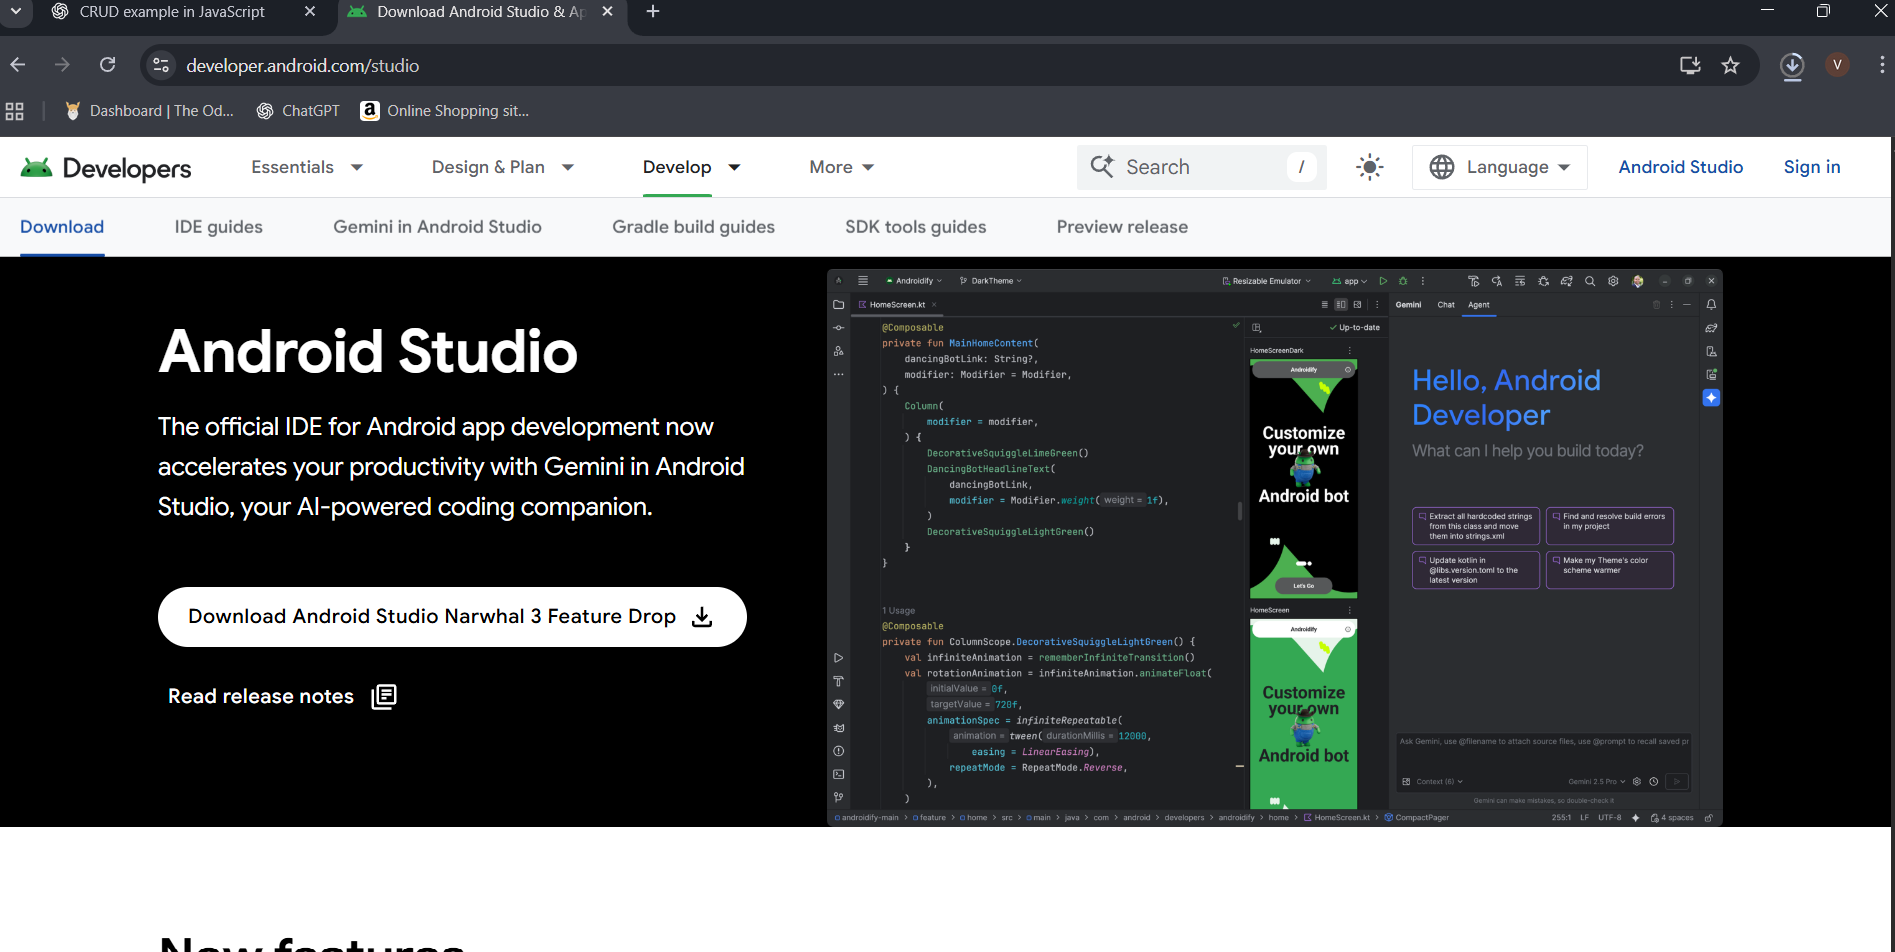 CRUD example in JavaScript
Download Android Studio & Ap
developer.android.com/studio
V
Dashboard | The Od...
ChatGPT
Online Shopping sit...
Developers
Essentials
Design & Plan
Develop
More
Search
/
Language
Android Studio
Sign in
Download
IDE guides
Gemini in Android Studio
Gradle build guides
SDK tools guides
Preview release
Android Studio
The official IDE for Android app development now
accelerates your productivity with Gemini in Android
Studio, your AI-powered coding companion.
Download Android Studio Narwhal 3 Feature Drop
Read release notes
Androidify
DarkTheme
Resizable Emulator
app
HomeScreen.kt
@Composable
private fun MainHomeContent(
dancingBotLink: String?,
modifier: Modifier = Modifier,
) {
Column(
modifier = modifier,
) {
DecorativeSquiggleLimeGreen()
DancingBotHeadlineText(
dancingBotLink,
modifier = Modifier.weight( weight = 1f),
)
DecorativeSquiggleLightGreen()
}
}
1 Usage
@Composable
private fun ColumnScope.DecorativeSquiggleLightGreen() {
val infiniteAnimation = rememberInfiniteTransition()
val rotationAnimation = infiniteAnimation.animateFloat(
initialValue = 0f,
targetValue = 720f,
animationSpec = infiniteRepeatable(
animation = tween( durationMillis = 12000,
easing = LinearEasing),
repeatMode = RepeatMode.Reverse,
),
)
Up-to-date
HomeScreenDark
Androidify
Customize
your own
Android bot
Let's Go
HomeScreen
Androidify
Customize
your own
Android bot
Gemini
Chat
Agent
Hello, Android
Developer
What can I help you build today?
Extract all hardcoded strings
from this class and move
them into strings.xml
Find and resolve build errors
in my project
Update kotlin in
@libs.version.toml to the
latest version
Make my Theme's color
scheme warmer
Ask Gemini, use @filename to attach source files, use @prompt to recall saved pr
Context (6)
Gemini 2.5 Pro
Gemini can make mistakes, so double-check it
androidify-main > feature > home > src > main > java > com > android > developers > androidify > home > HomeScreen.kt > CompactPager
255:1 LF UTF-8 4 spaces
New features